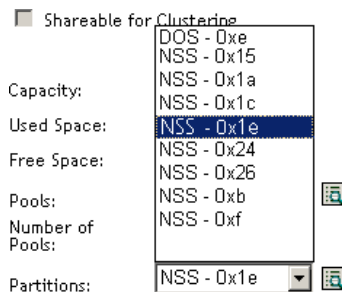 Shareable for Clustering
DOS - 0xe
NSS - 0x15
NSS - 0x1a
NSS - 0x1c
NSS - 0x1e
NSS - 0x24
NSS - 0x26
NSS - 0xb
NSS - 0xf
Capacity:
Used Space:
Free Space:
Pools:
Number of
Pools:
Partitions:
NSS - 0x1e